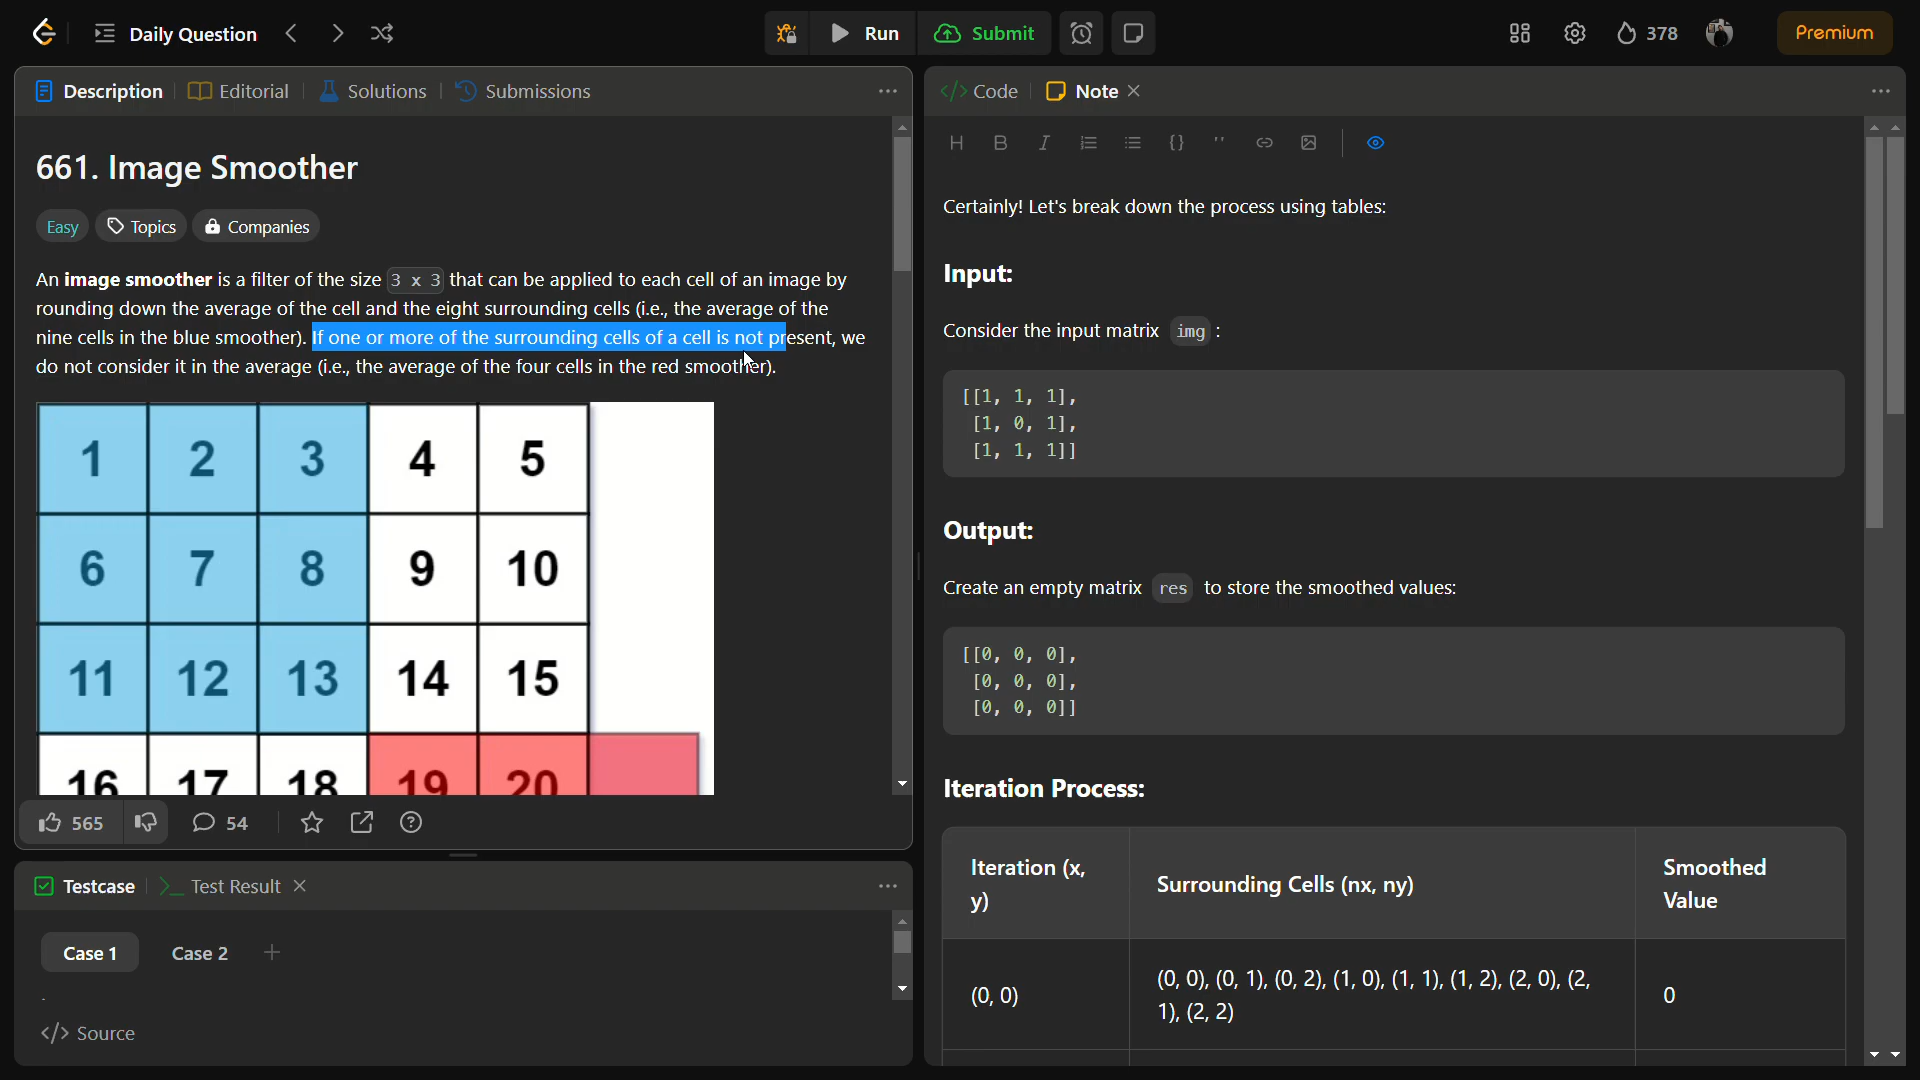 Daily Question
Run
Submit
378
Premium
Description
Editorial
Solutions
Submissions
661. Image Smoother
Easy
Topics
Companies
An image smoother is a filter of the size 3 x 3 that can be applied to each cell of an image by
rounding down the average of the cell and the eight surrounding cells (i.e., the average of the
nine cells in the blue smoother). If one or more of the surrounding cells of a cell is not present, we
do not consider it in the average (i.e., the average of the four cells in the red smoother).
1 2 3 4 5
6 7 8 9 10
11 12 13 14 15
16 17 18 19 20
565
54
Testcase
Test Result
Case 1
Case 2
</> Source
</> Code
Note
H B I {} "
Certainly! Let's break down the process using tables:
Input:
Consider the input matrix img :
[[1, 1, 1],
[1, 0, 1],
[1, 1, 1]]
Output:
Create an empty matrix res to store the smoothed values:
[[0, 0, 0],
[0, 0, 0],
[0, 0, 0]]
Iteration Process:
Iteration (x,
y)
Surrounding Cells (nx, ny)
Smoothed
Value
(0, 0)
(0, 0), (0, 1), (0, 2), (1, 0), (1, 1), (1, 2), (2, 0), (2,
1), (2, 2)
0